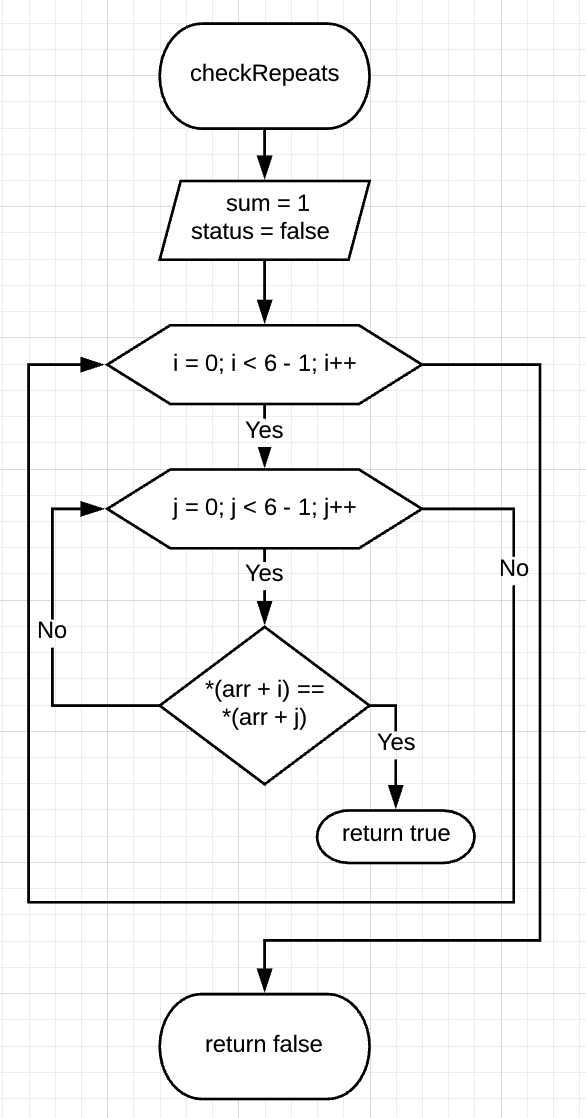 checkRepeats
sum = 1
status = false
i = 0; i < 6 - 1; i++
Yes
j = 0; j < 6 - 1; j++
Yes
No
No
*(arr + i) ==
*(arr + j)
Yes
return true
return false